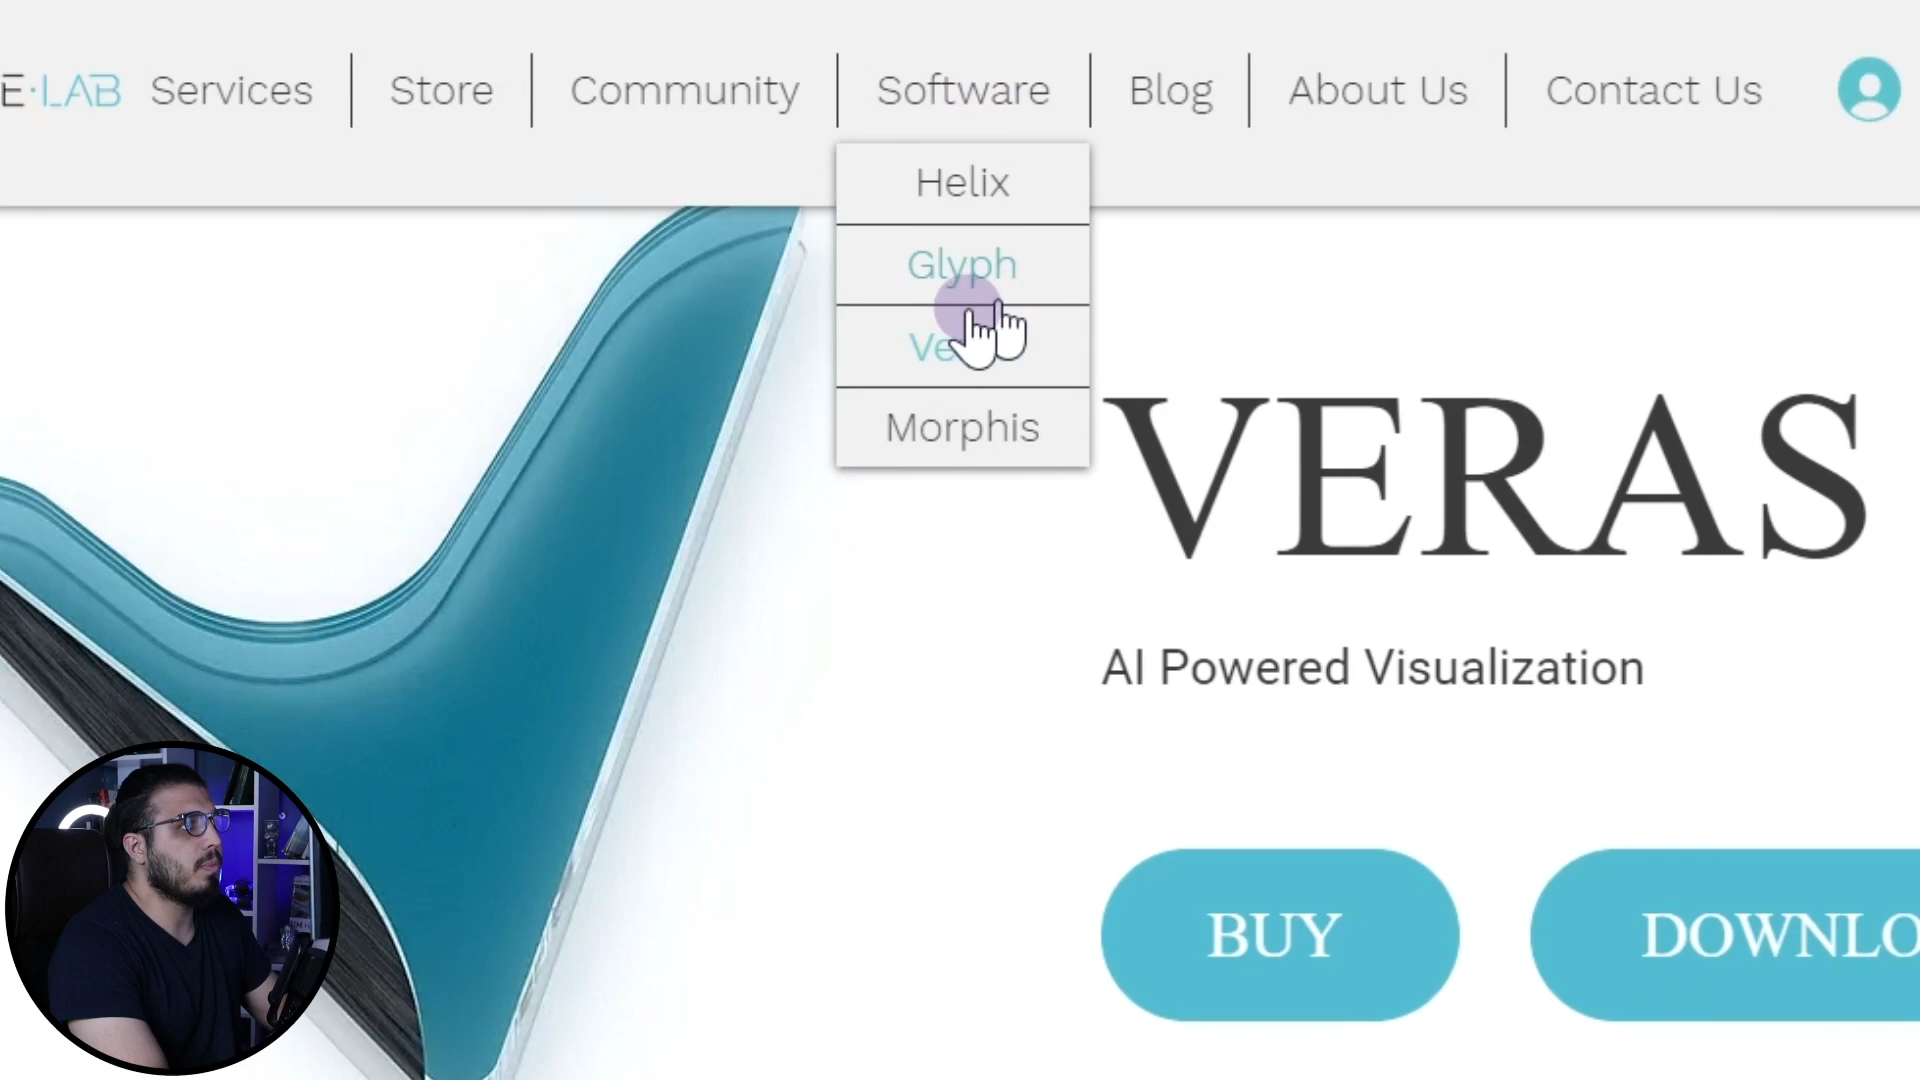 E·LAB Services Store Community Software Blog About Us Contact Us
Helix
Glyph
Morphis
VERAS
AI Powered Visualization
BUY